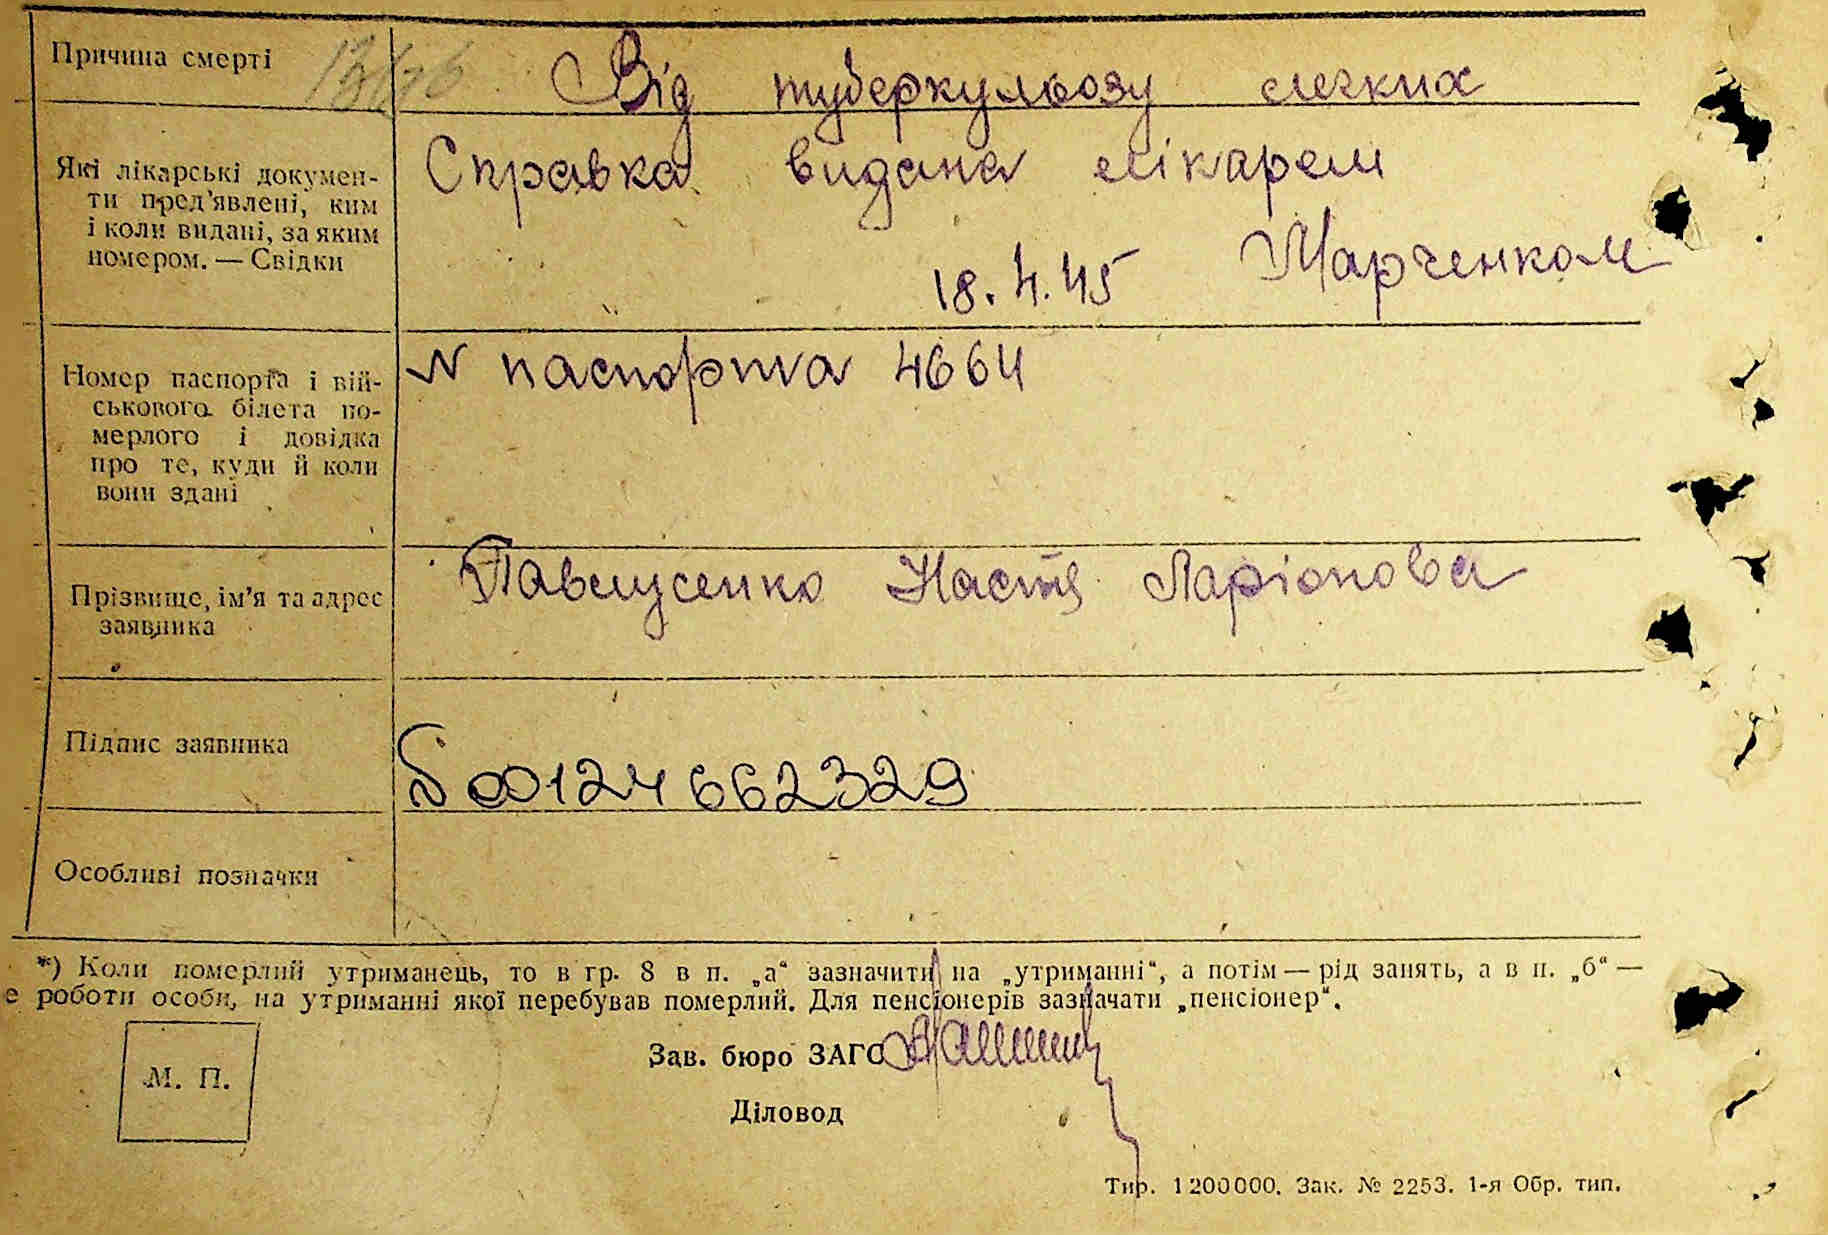 Причина смерті
Від туберкульозу легких
Які лікарські докумен-
ти пред'явлені, ким
і коли видані, за яким
номером. — Свідки
Справка видана лікарем
18.4.45 Марченком
Номер паспорта і вій-
ськового білета по-
мерлого і довідка
про те, куди й коли
вони здані
N паспорта 4664
Прізвище, ім'я та адрес
заявника
Павлусенко Настя Ларіонова
Підпис заявника
00124662329
Особливі позначки
*) Коли померлий утриманець, то в гр. 8 в п. „а“ зазначити на „утриманні“, а потім — рід занять, а в п. „б“ —
е роботи особи, на утриманні якої перебував померлий. Для пенсіонерів зазначати „пенсіонер“.
М. П.
Зав. бюро ЗАГС
Діловод
Тир. 1200000. Зак. № 2253. 1-я Обр. тип.